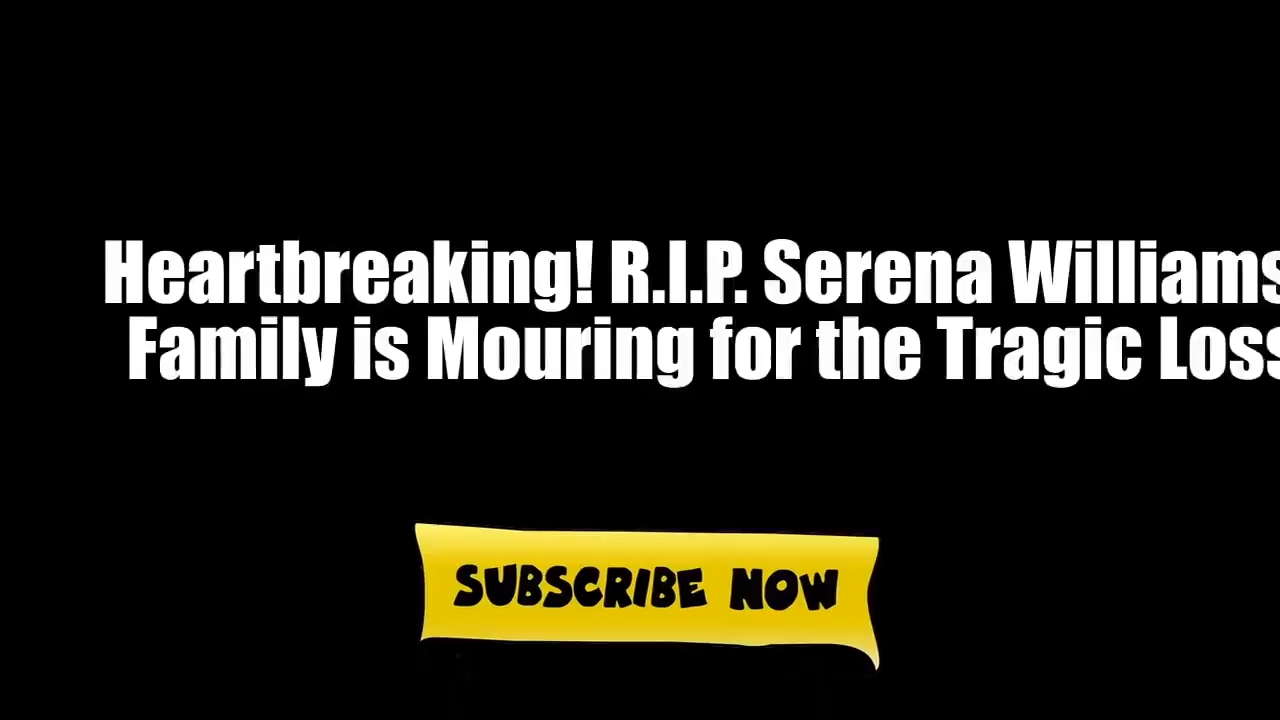 Heartbreaking! R.I.P. Serena Williams
Family is Mouring for the Tragic Loss
SUBSCRIBE NOW